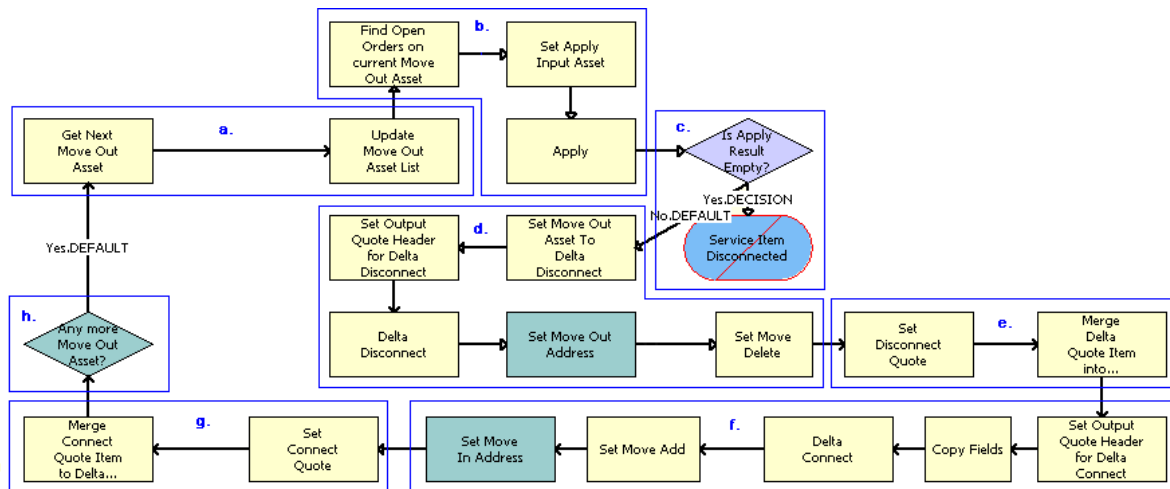 Find Open
Orders on
current Move
Out Asset
b.
Set Apply
Input Asset
Get Next
Move Out
Asset
a.
Update
Move Out
Asset List
Apply
c.
Is Apply
Result
Empty?
Yes.DECISION
No.DEFAULT
Service Item
Disconnected
Set Output
Quote Header
for Delta
Disconnect
d.
Set Move Out
Asset To
Delta
Disconnect
Yes.DEFAULT
h.
Any more
Move Out
Asset?
Delta
Disconnect
Set Move Out
Address
Set Move
Delete
Set
Disconnect
Quote
e.
Merge
Delta
Quote Item
into...
Merge
Connect
Quote Item
to Delta...
g.
Set
Connect
Quote
Set Move
In Address
Set Move Add
f.
Delta
Connect
Copy Fields
Set Output
Quote Header
for Delta
Connect